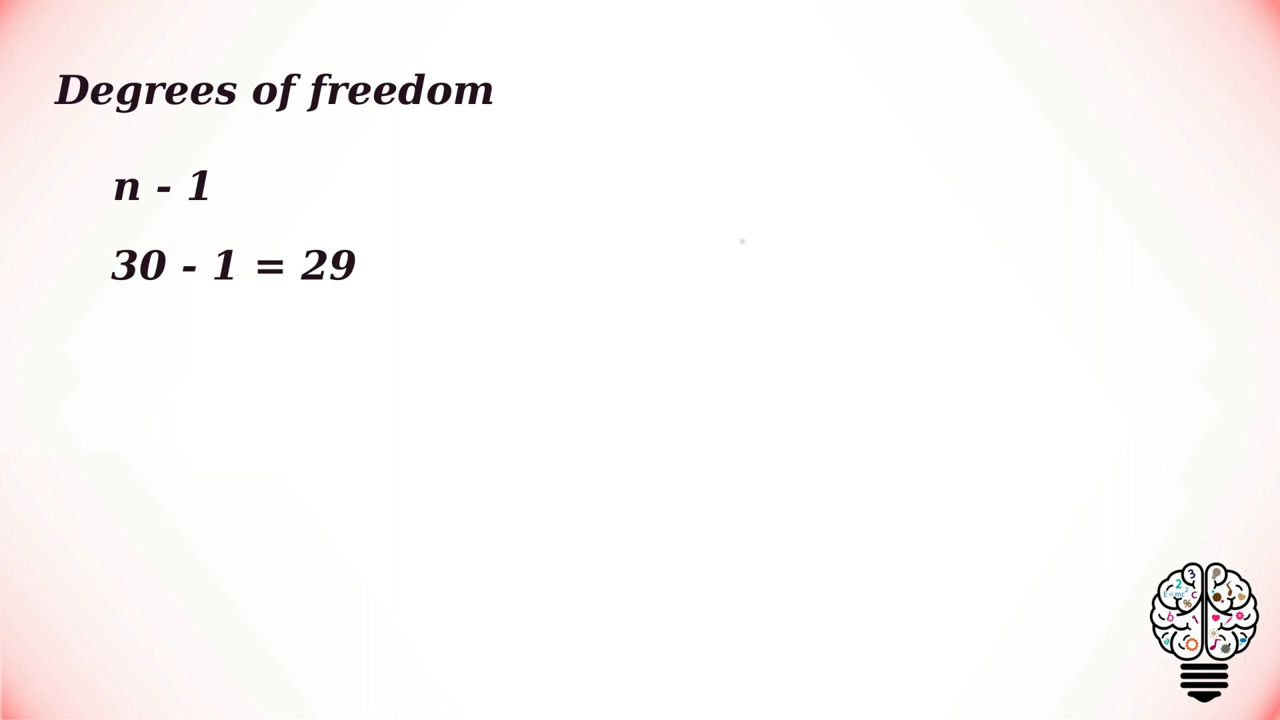 Degrees of freedom
n - 1
30 - 1 = 29